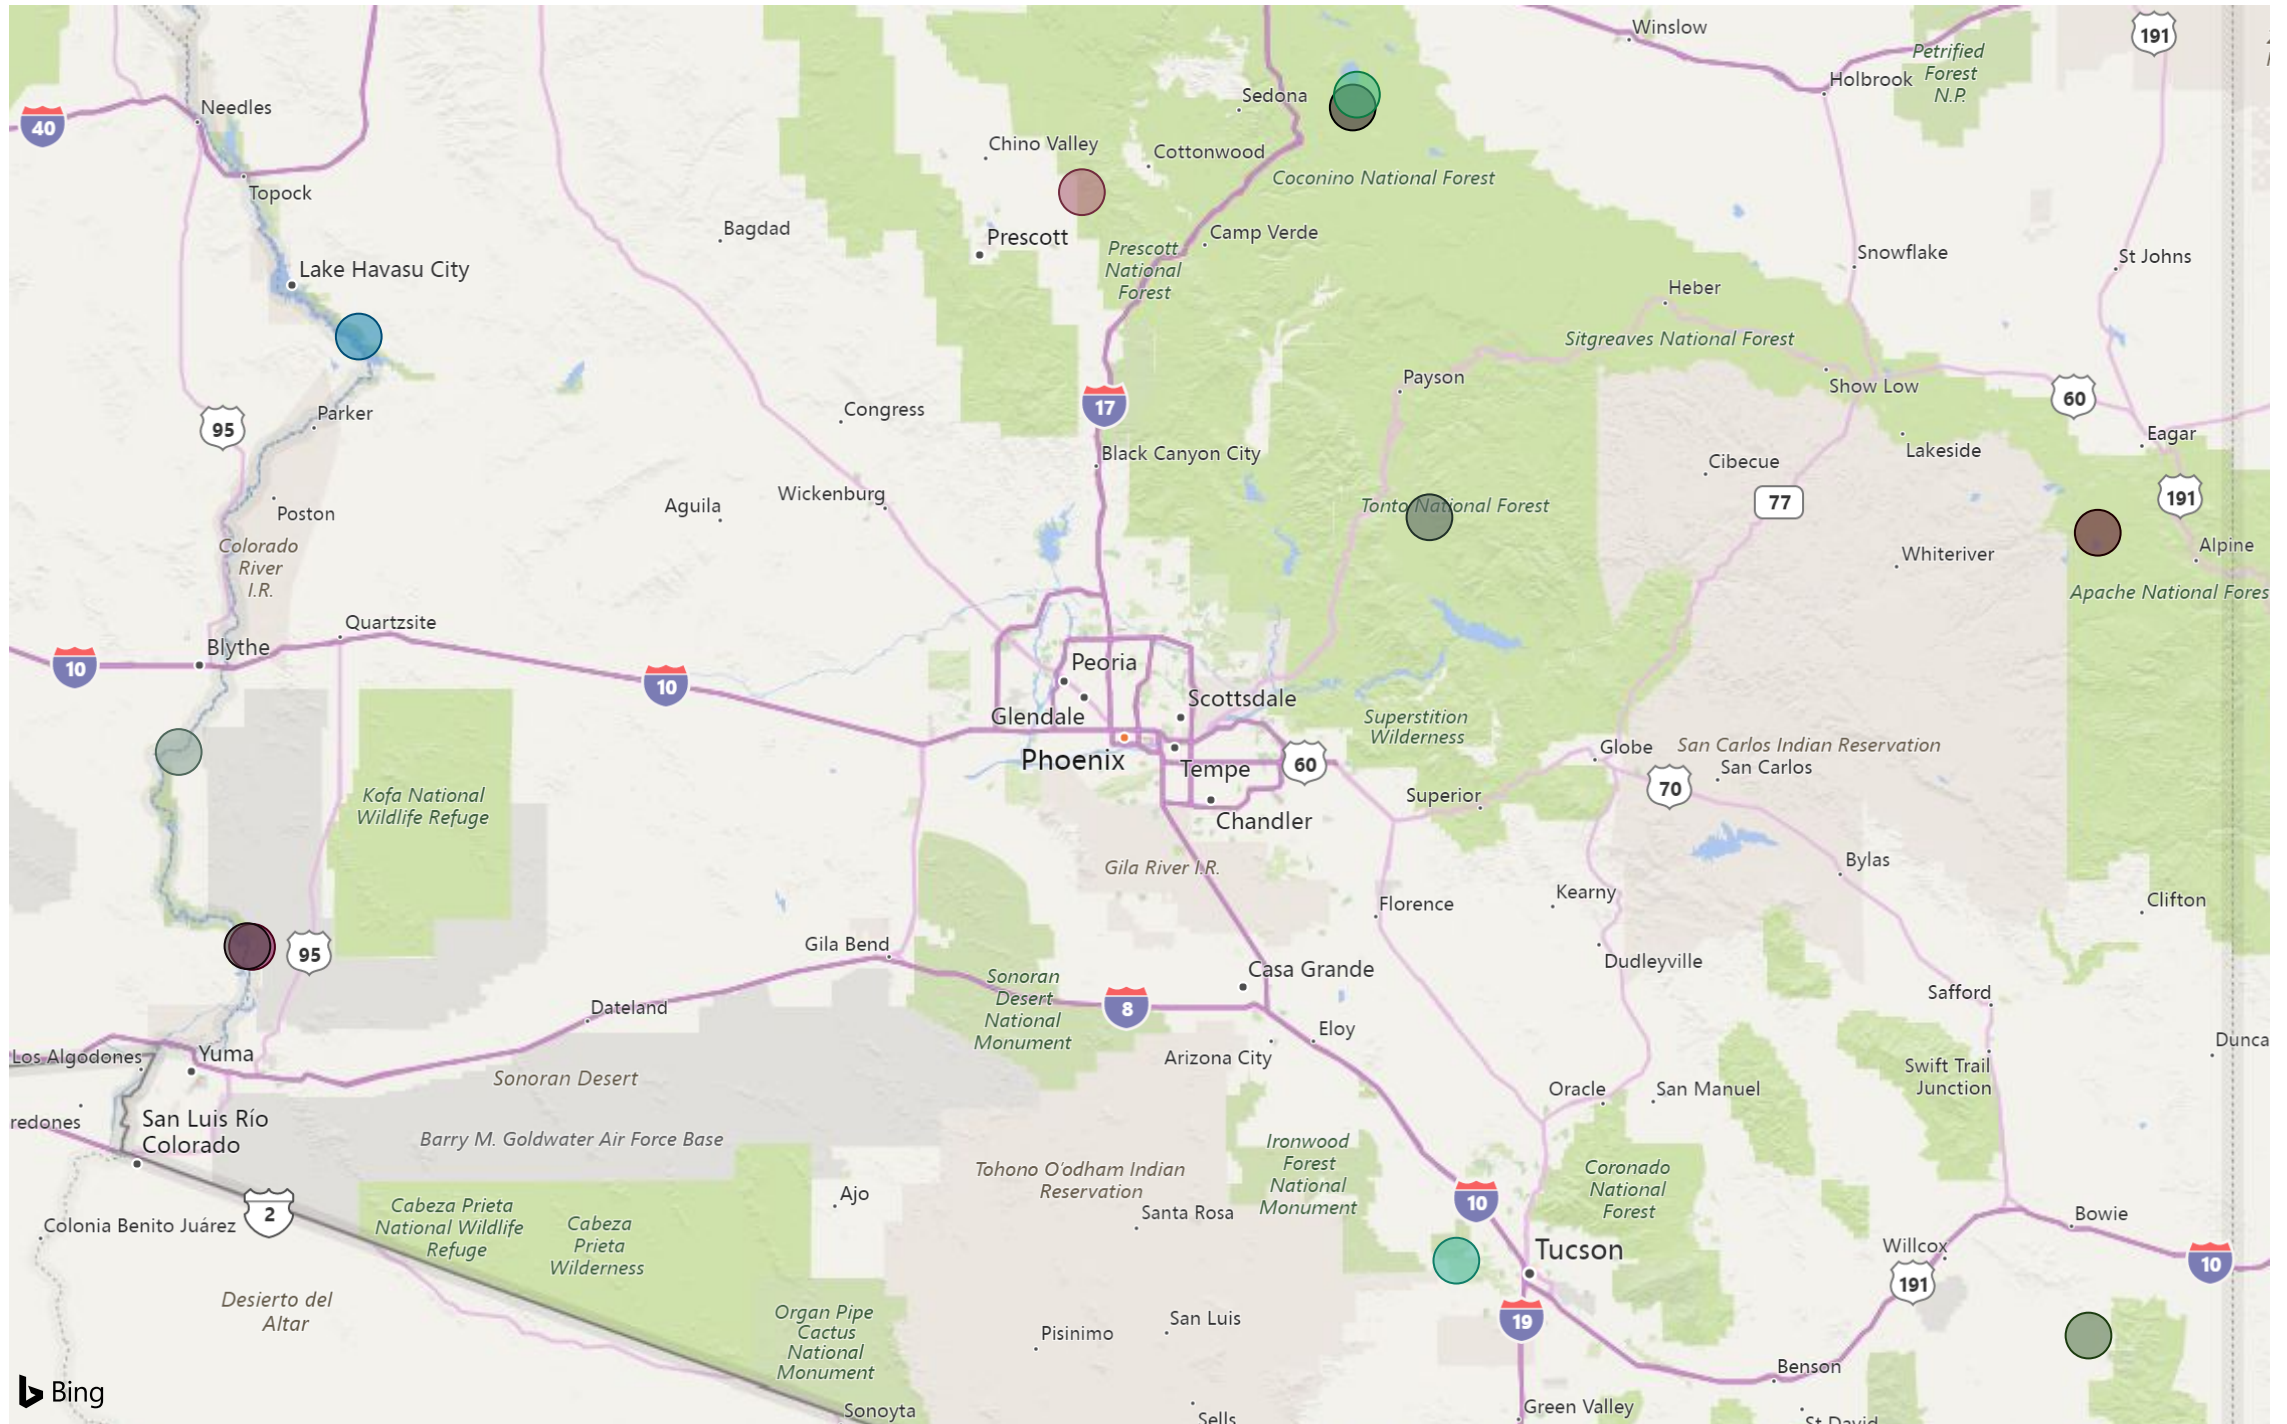 Winslow
191
Petrified
Forest
N.P.
Holbrook
40
Needles
Sedona
Chino Valley
Cottonwood
Coconino National Forest
Topock
Bagdad
Prescott
Camp Verde
Prescott
National
Forest
Snowflake
St Johns
Lake Havasu City
Heber
Sitgreaves National Forest
Payson
Show Low
60
17
Parker
Congress
95
Eagar
Black Canyon City
Lakeside
Cibecue
Wickenburg
Aguila
Tonto National Forest
77
191
Poston
Colorado
River
I.R.
Whiteriver
Alpine
Apache National Fores
Quartzsite
Blythe
10
10
Peoria
Scottsdale
Glendale
Superstition
Wilderness
Phoenix
Tempe
60
Globe
San Carlos Indian Reservation
San Carlos
70
Kofa National
Wildlife Refuge
Superior
Chandler
Gila River I.R.
Bylas
Kearny
Florence
Clifton
95
Gila Bend
Dudleyville
Casa Grande
Sonoran
Desert
National
Monument
8
Safford
Dateland
Eloy
Arizona City
Dunca
Los Algodones
Yuma
Sonoran Desert
Swift Trail
Junction
Oracle
San Manuel
redones
San Luis Río
Colorado
Barry M. Goldwater Air Force Base
Ironwood
Forest
National
Monument
Tohono O'odham Indian
Reservation
Coronado
National
Forest
Ajo
10
2
Colonia Benito Juárez
Cabeza Prieta
National Wildlife
Refuge
Cabeza
Prieta
Wilderness
Santa Rosa
Bowie
Tucson
Willcox
10
191
Desierto del
Altar
Organ Pipe
Cactus
National
Monument
Pisinimo
San Luis
19
Benson
Bing
Sonoyta
Sells
Green Valley
St David